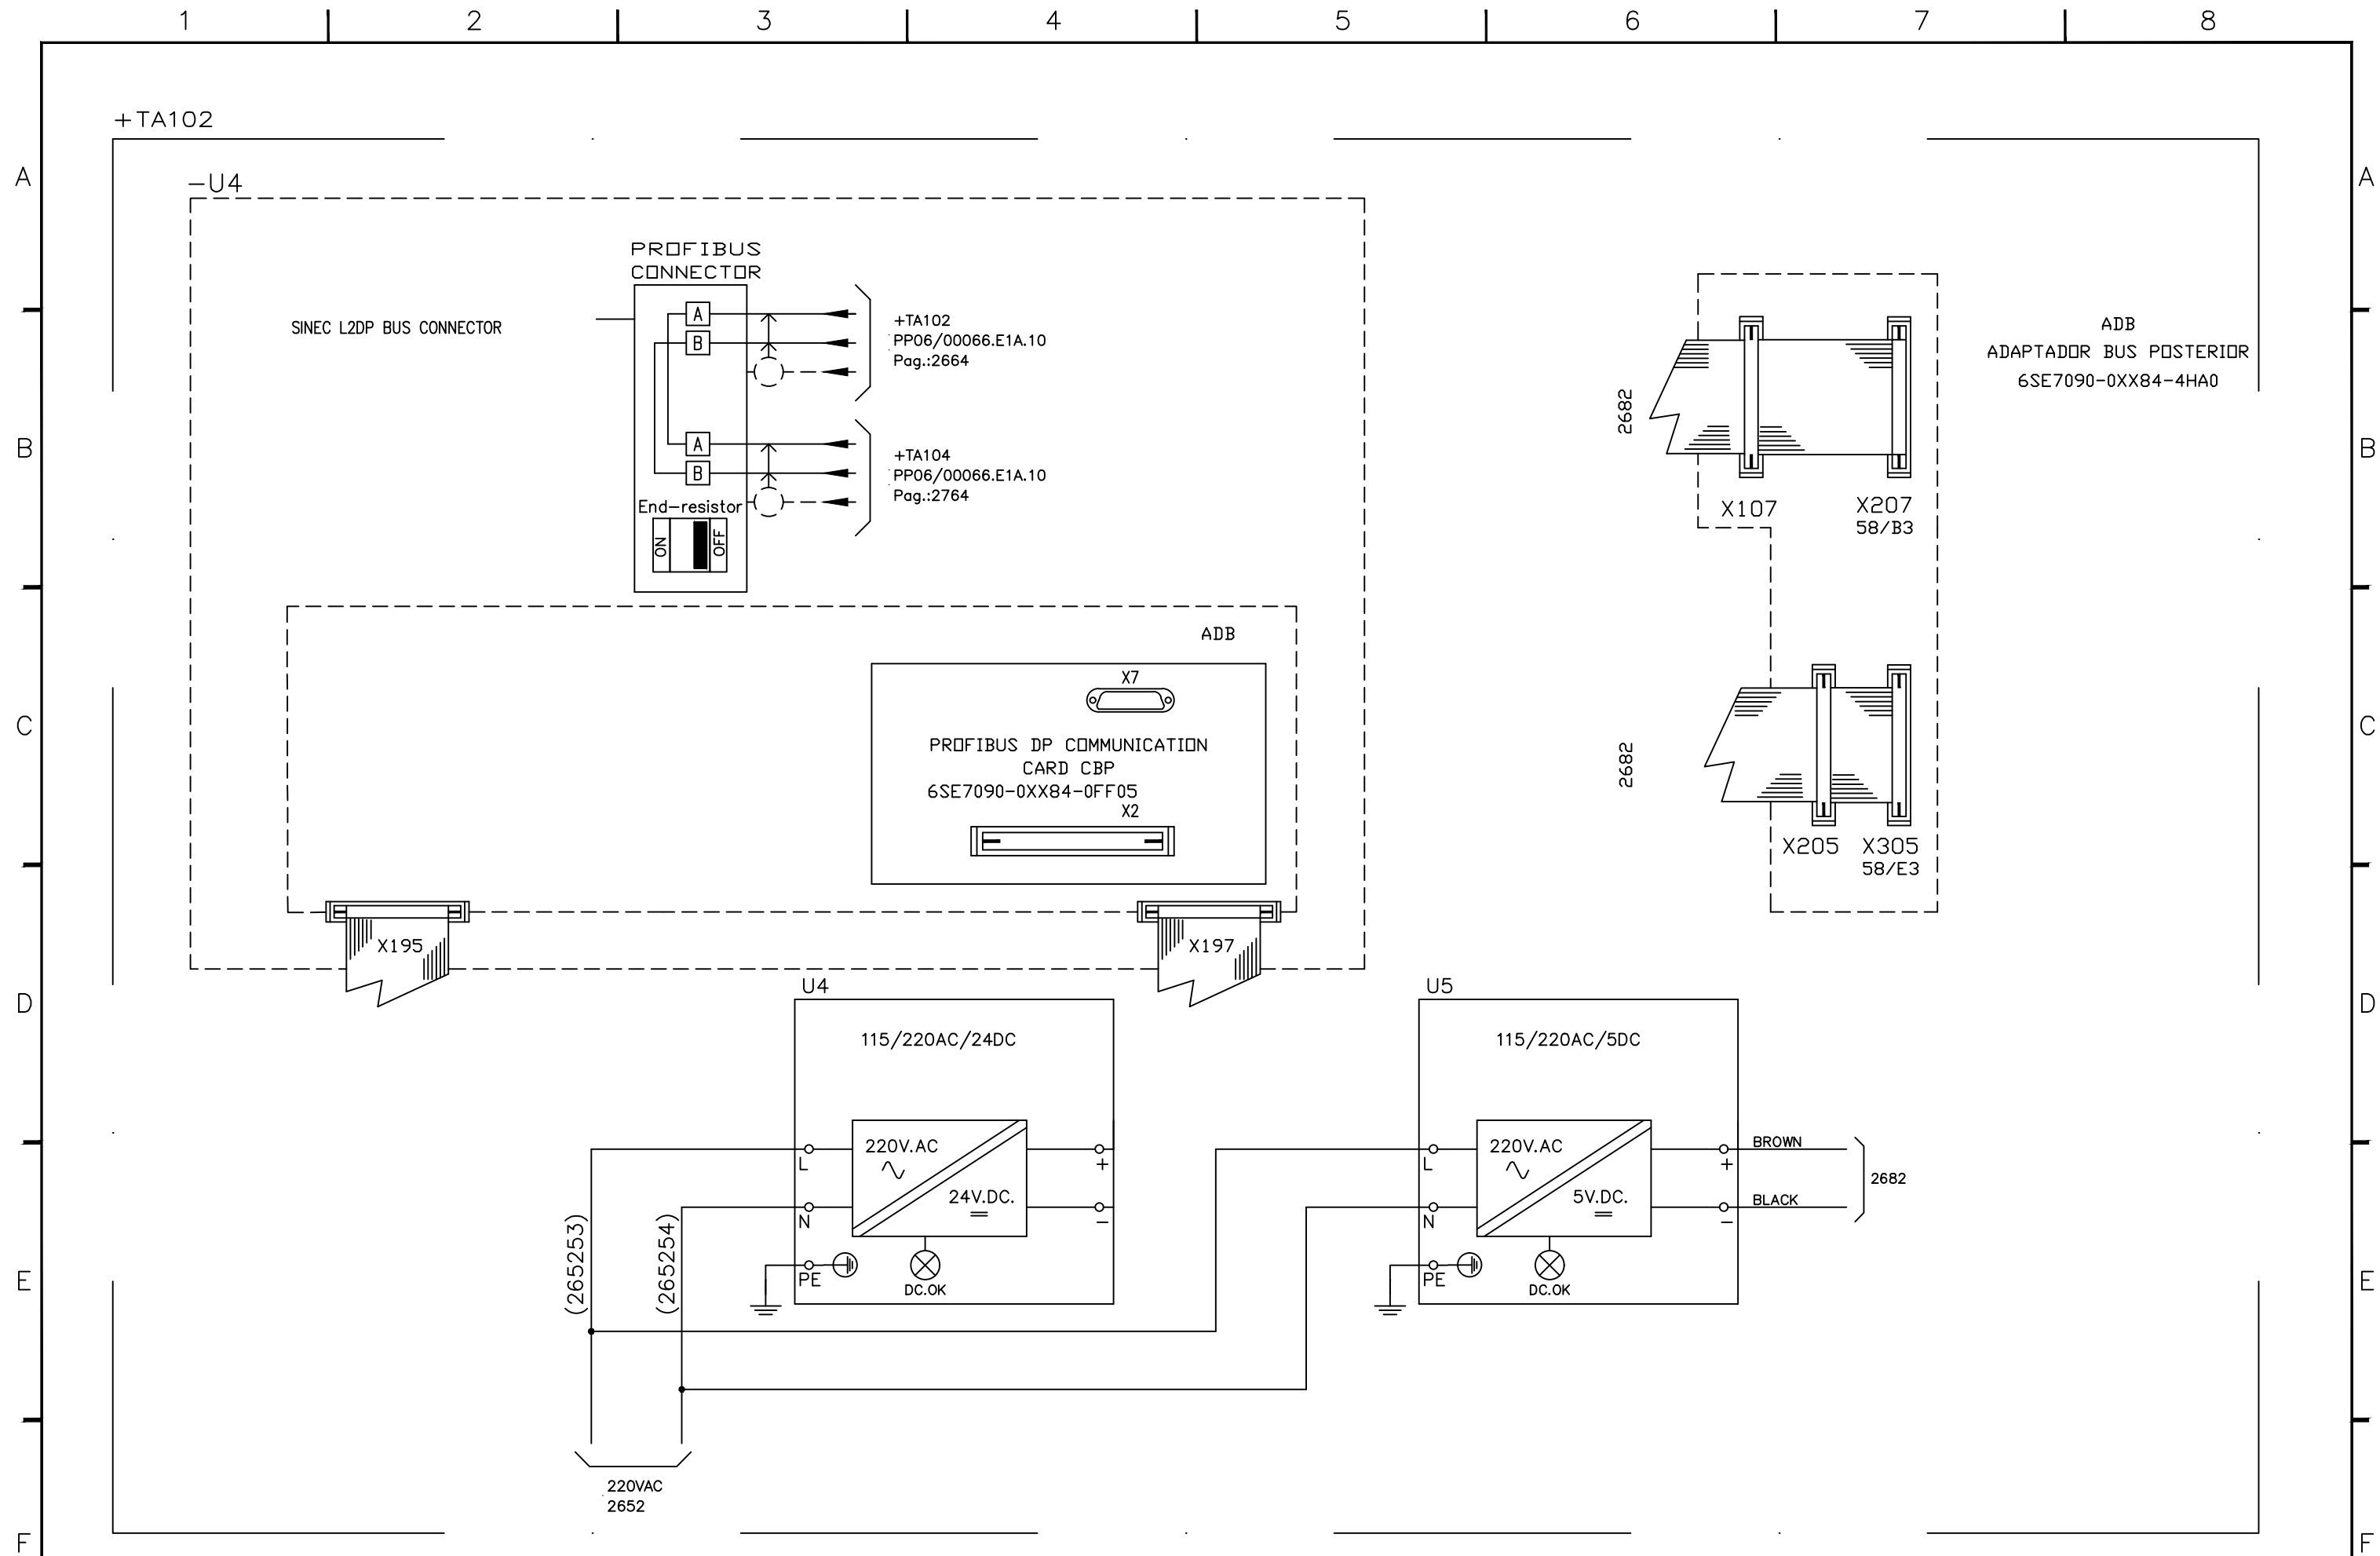 1 2 3 4 5 6 7 8
+TA102
A A
-U4
PROFIBUS
CONNECTOR
SINEC L2DP BUS CONNECTOR
A
B
+TA102
PP06/00066.E1A.10
Pag.:2664
A
B
+TA104
PP06/00066.E1A.10
Pag.:2764
End-resistor
ON
OFF
2682
X107
X207
58/B3
ADB
ADAPTADOR BUS POSTERIOR
6SE7090-0XX84-4HA0
B B
ADB
X7
PROFIBUS DP COMMUNICATION
CARD CBP
6SE7090-0XX84-0FF05
X2
2682
X205
X305
58/E3
C C
X195
X197
D D
U4
115/220AC/24DC
220V.AC
24V.DC.
L
N
PE
+
-
DC.OK
U5
115/220AC/5DC
220V.AC
5V.DC.
L
N
PE
+
-
DC.OK
BROWN
BLACK
2682
(265253)
(265254)
E E
220VAC
2652
F F